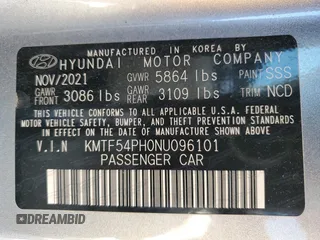 MANUFACTURED IN KOREA BY
HYUNDAI MOTOR COMPANY
NOV/2021 GVWR 5864 lbs PAINT SSS
GAWR FRONT 3086 lbs GAWR REAR 3109 lbs TRIM NCD
THIS VEHICLE CONFORMS TO ALL APPLICABLE U.S.A. FEDERAL
MOTOR VEHICLE SAFETY, BUMPER, AND THEFT PREVENTION
STANDARDS IN EFFECT ON THE DATE OF MANUFACTURE SHOWN ABOVE.
V.I.N KMTF54PH0NU096101
PASSENGER CAR
DREAMBID